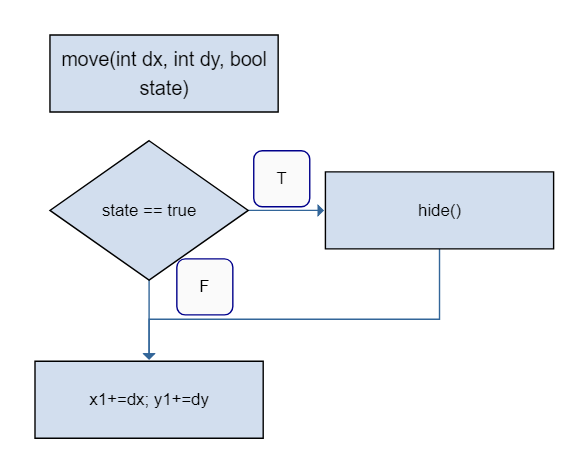 move(int dx, int dy, bool
state)
state == true
T
hide()
F
x1+=dx; y1+=dy